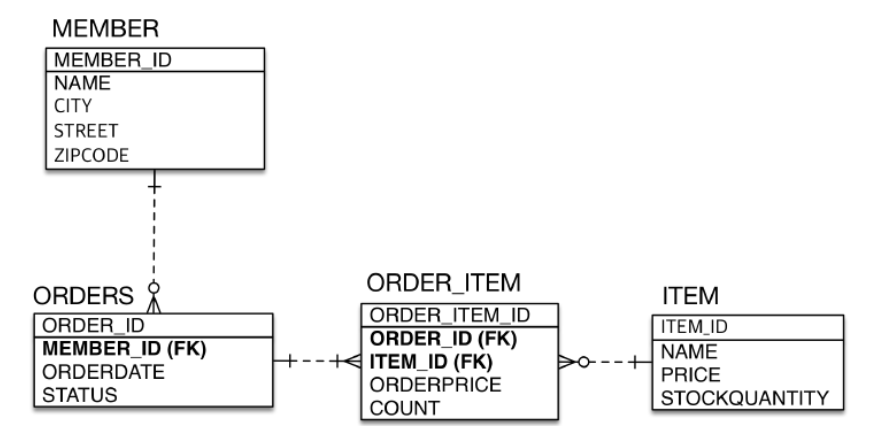 MEMBER
MEMBER_ID
NAME
CITY
STREET
ZIPCODE
ORDERS
ORDER_ID
MEMBER_ID (FK)
ORDERDATE
STATUS
ORDER_ITEM
ORDER_ITEM_ID
ORDER_ID (FK)
ITEM_ID (FK)
ORDERPRICE
COUNT
ITEM
ITEM_ID
NAME
PRICE
STOCKQUANTITY